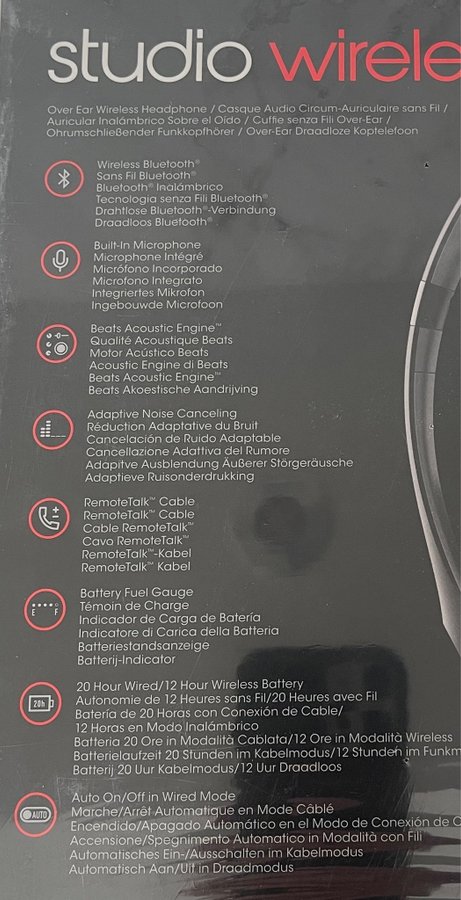 studio wirele
Over Ear Wireless Headphone / Casque Audio Circum-Auriculaire sans Fil /
Auricular Inalámbrico Sobre el Oído / Cuffie senza Fili Over-Ear /
Ohrumschließender Funkkopfhörer / Over-Ear Draadloze Koptelefoon
Wireless Bluetooth®
Sans Fil Bluetooth®
Bluetooth® Inalámbrico
Tecnologia senza Fili Bluetooth®
Drahtlose Bluetooth®-Verbindung
Draadloos Bluetooth®
Built-In Microphone
Microphone Intégré
Micrófono Incorporado
Microfono Integrato
Integriertes Mikrofon
Ingebouwde Microfoon
Beats Acoustic Engine™
Qualité Acoustique Beats
Motor Acústico Beats
Acoustic Engine di Beats
Beats Acoustic Engine™
Beats Akoestische Aandrijving
Adaptive Noise Canceling
Réduction Adaptative du Bruit
Cancelación de Ruido Adaptable
Cancellazione Adattiva del Rumore
Adapitve Ausblendung Äußerer Störgeräusche
Adaptieve Ruisonderdrukking
RemoteTalk™ Cable
RemoteTalk™ Cable
Cable RemoteTalk™
Cavo RemoteTalk™
RemoteTalk™-Kabel
RemoteTalk™ Kabel
E F
Battery Fuel Gauge
Témoin de Charge
Indicador de Carga de Batería
Indicatore di Carica della Batteria
Batteriestandsanzeige
Batterij-Indicator
20h
20 Hour Wired/12 Hour Wireless Battery
Autonomie de 12 Heures sans Fil/20 Heures avec Fil
Batería de 20 Horas con Conexión de Cable/
12 Horas en Modo Inalámbrico
Batteria 20 Ore in Modalità Cablata/12 Ore in Modalità Wireless
Batterielaufzeit 20 Stunden im Kabelmodus/12 Stunden im Funkm
Batterij 20 Uur Kabelmodus/12 Uur Draadloos
AUTO
Auto On/Off in Wired Mode
Marche/Arrêt Automatique en Mode Câblé
Encendido/Apagado Automático en el Modo de Conexión de C
Accensione/Spegnimento Automatico in Modalità con Fili
Automatisches Ein-/Ausschalten im Kabelmodus
Automatisch Aan/Uit in Draadmodus